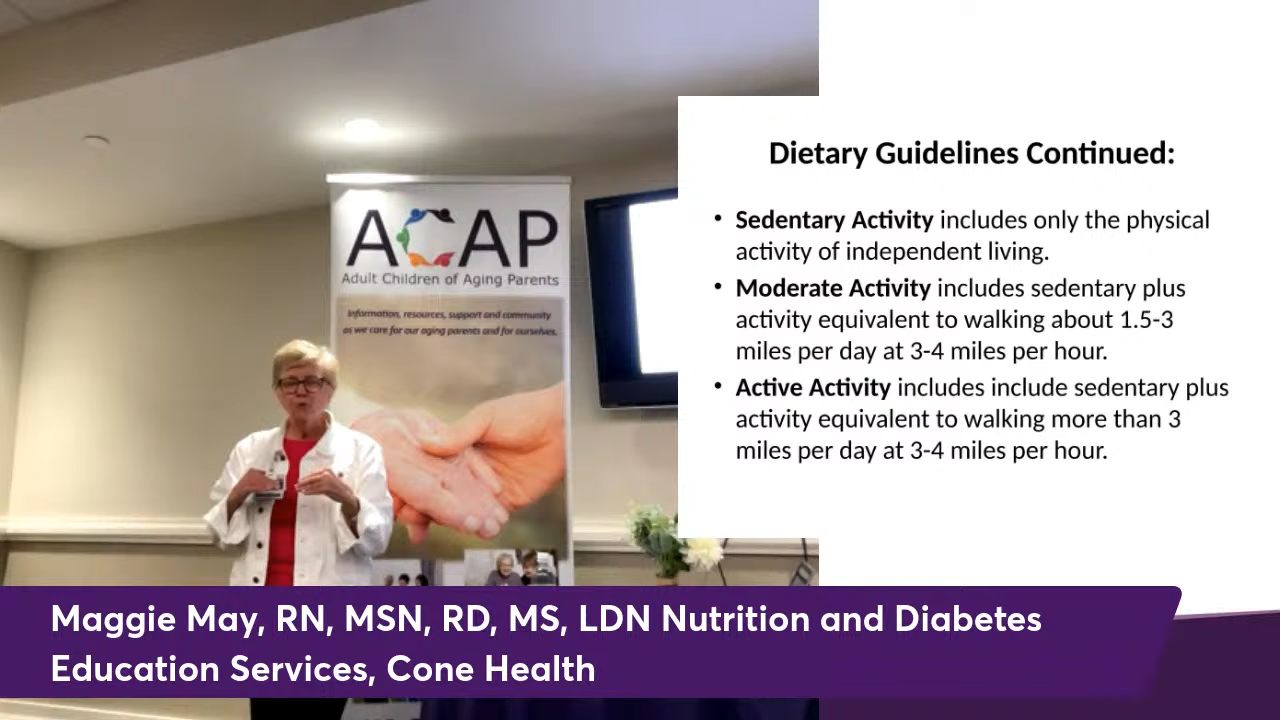 ACAP
Adult Children of Aging Parents
Information, resources, support and community
as we care for our aging parents and for ourselves.
Dietary Guidelines Continued:
• Sedentary Activity includes only the physical
activity of independent living.
• Moderate Activity includes sedentary plus
activity equivalent to walking about 1.5-3
miles per day at 3-4 miles per hour.
• Active Activity includes include sedentary plus
activity equivalent to walking more than 3
miles per day at 3-4 miles per hour.
Maggie May, RN, MSN, RD, MS, LDN Nutrition and Diabetes
Education Services, Cone Health